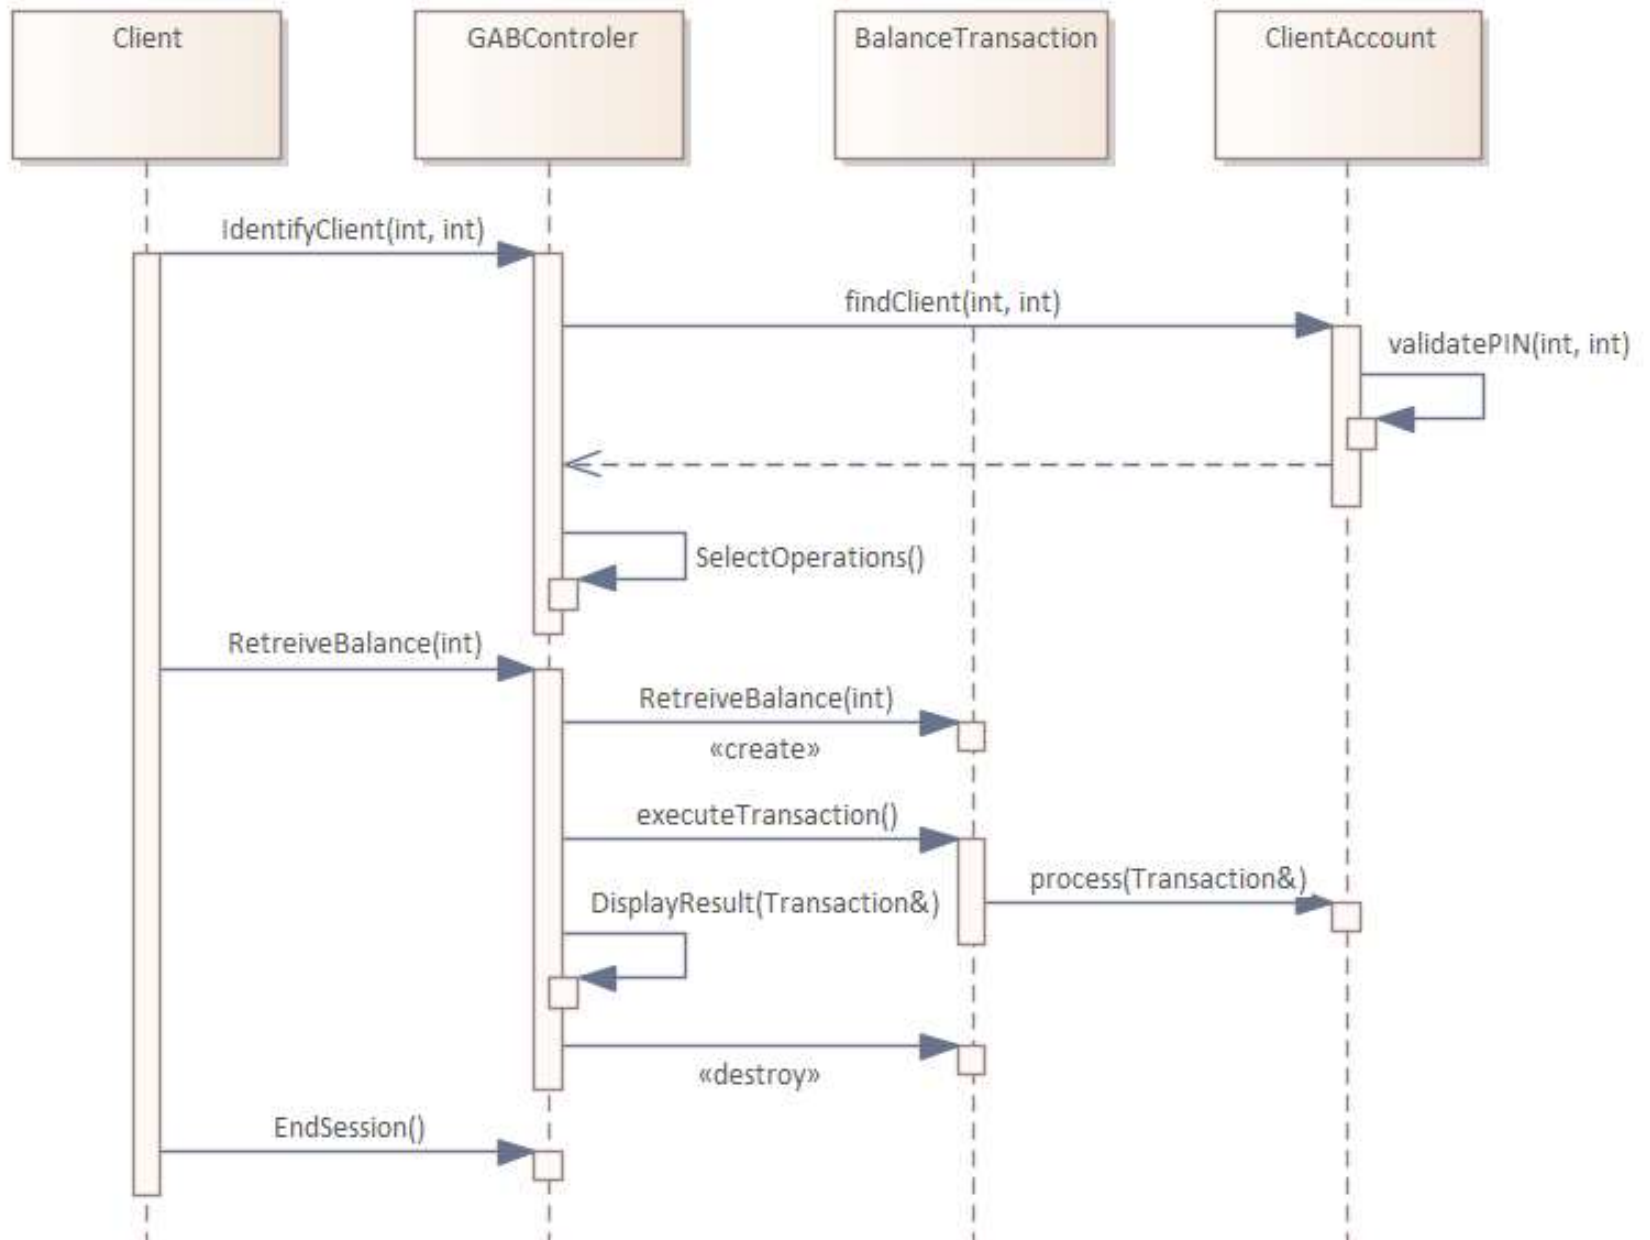 Client
GABControler
BalanceTransaction
ClientAccount
IdentifyClient(int, int)
findClient(int, int)
validatePIN(int, int)
SelectOperations()
RetreiveBalance(int)
RetreiveBalance(int)
«create»
executeTransaction()
process(Transaction&)
DisplayResult(Transaction&)
«destroy»
EndSession()